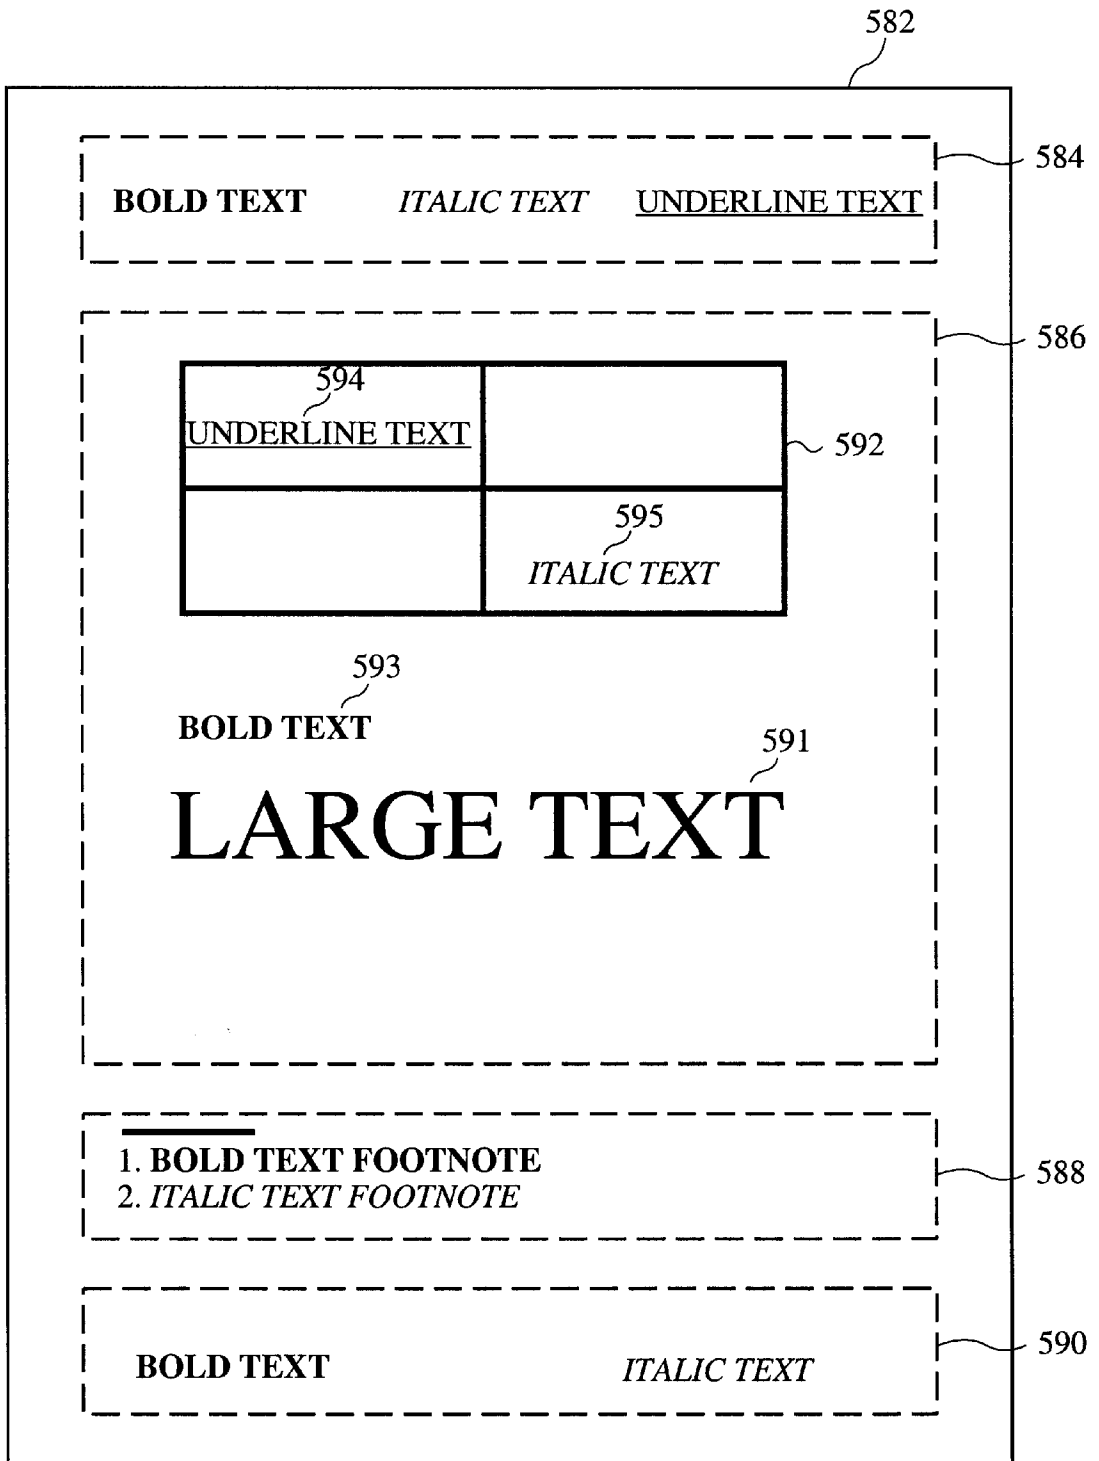 582
584
BOLD TEXT ITALIC TEXT UNDERLINE TEXT
586
594
UNDERLINE TEXT
592
595
ITALIC TEXT
593
BOLD TEXT
591
LARGE TEXT
1. BOLD TEXT FOOTNOTE
588
2. ITALIC TEXT FOOTNOTE
590
BOLD TEXT ITALIC TEXT